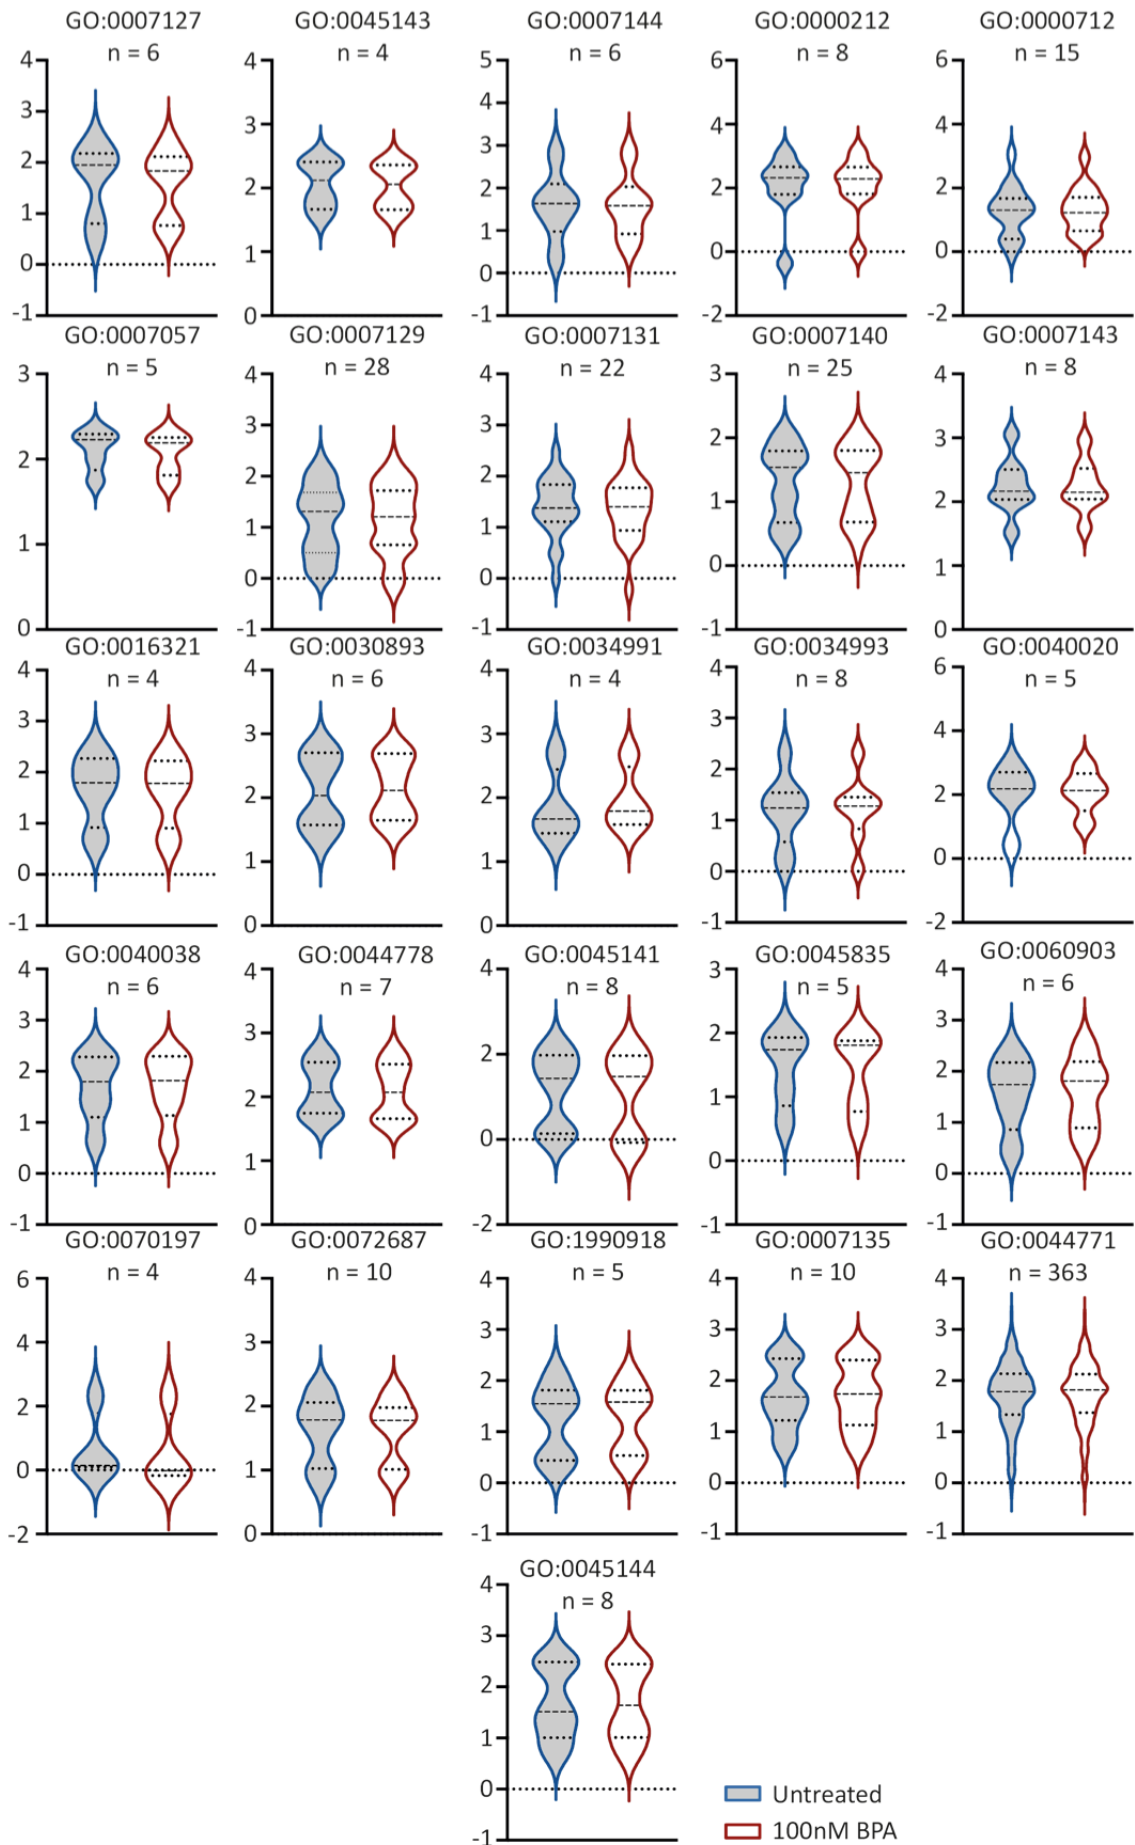 GO:0007127 GO:0045143 GO:0007144 GO:0000212 GO:0000712
n = 6 n = 4 n = 6 n = 8 n = 15
4 4 5 6 6
3 3 4 4 4
2 2 3 2 2
1 1 2 0 0
0 0 1 -2 -2
-1 0
-1
GO:0007057 GO:0007129 GO:0007131 GO:0007140 GO:0007143
n = 5 n = 28 n = 22 n = 25 n = 8
3 4 4 3 4
2 3 3 2 3
1 2 2 1 2
0 1 1 0 1
0 0 -1 0
-1 -1
GO:0016321 GO:0030893 GO:0034991 GO:0034993 GO:0040020
n = 4 n = 6 n = 4 n = 8 n = 5
4 4 4 4 6
3 3 3 3 4
2 2 2 2 2
1 1 1 1 0
0 0 0 0 -2
-1 -1
GO:0040038 GO:0044778 GO:0045141 GO:0045835 GO:0060903
n = 6 n = 7 n = 8 n = 5 n = 6
4 4 4 3 4
3 3 2 2 3
2 2 0 1 2
1 1 -2 0 1
0 0 -1 0
-1 -1
GO:0070197 GO:0072687 GO:1990918 GO:0007135 GO:0044771
n = 4 n = 10 n = 5 n = 10 n = 363
6 4 4 4 4
4 3 3 3 3
2 2 2 2 2
0 1 1 1 1
-2 0 0 0 0
-1 -1 -1
GO:0045144
n = 8
4
3
2
1
0
-1
Untreated
100nM BPA